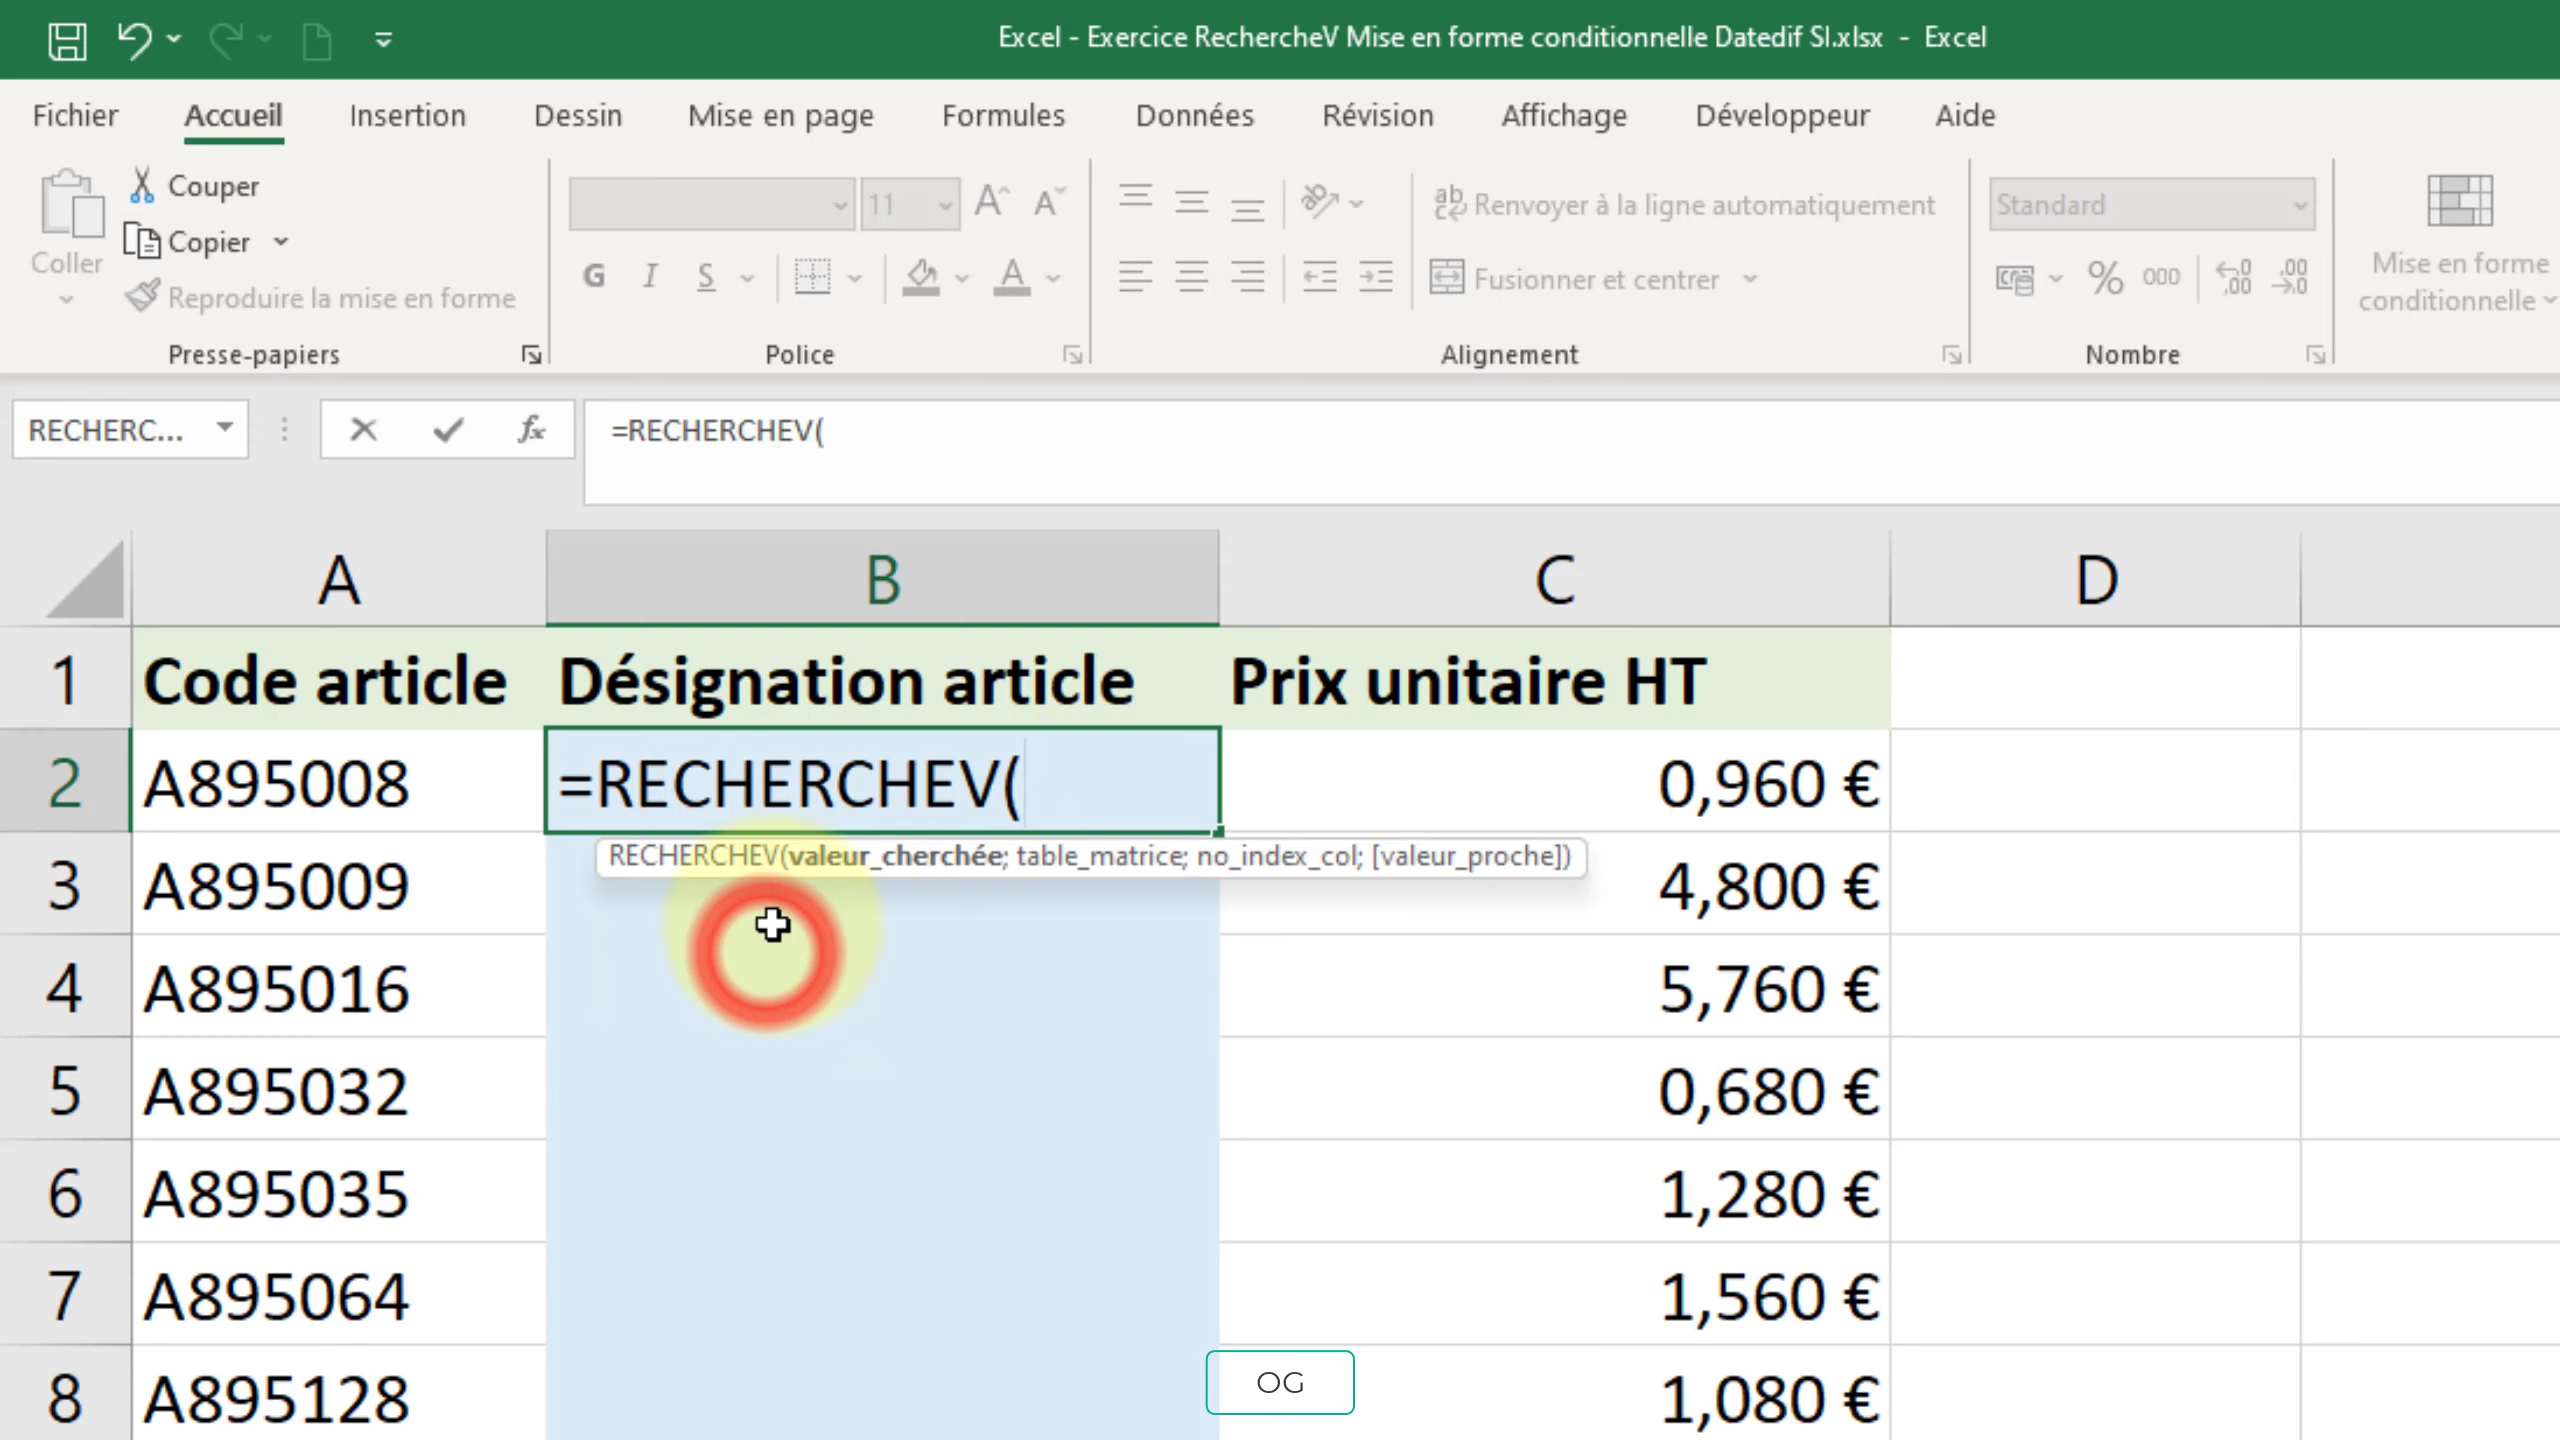 Excel - Exercice RechercheV Mise en forme conditionnelle Datedif SI.xlsx - Excel
Fichier Accueil Insertion Dessin Mise en page Formules Données Révision Affichage Développeur Aide
Coller
Couper
Copier
Reproduire la mise en forme
Presse-papiers
11
G I S
Police
Renvoyer à la ligne automatiquement
Fusionner et centrer
Alignement
Standard
% 000
Nombre
Mise en forme
conditionnelle
RECHERC... fx =RECHERCHEV(
A B C D
1 Code article Désignation article Prix unitaire HT
2 A895008 =RECHERCHEV( 0,960 €
RECHERCHEV(valeur_cherchée; table_matrice; no_index_col; [valeur_proche])
3 A895009 4,800 €
4 A895016 5,760 €
5 A895032 0,680 €
6 A895035 1,280 €
7 A895064 1,560 €
8 A895128 1,080 €
OG